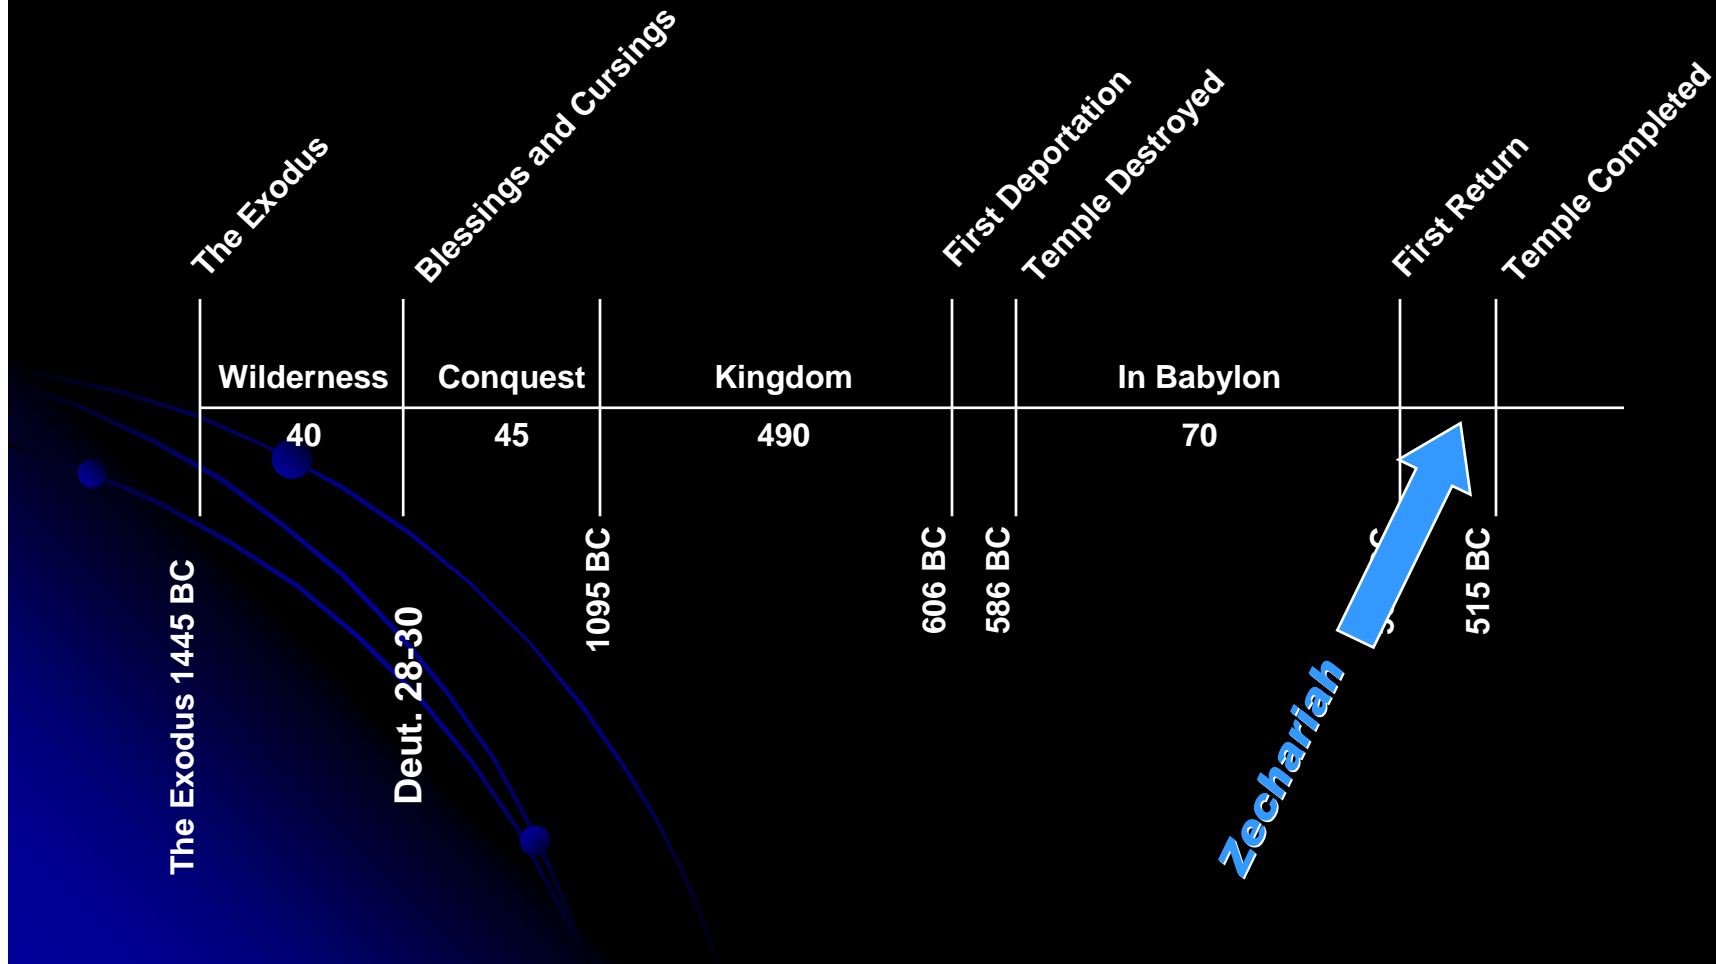 The Exodus
Blessings and Cursings
First Deportation
Temple Destroyed
First Return
Temple Completed
Wilderness
Conquest
Kingdom
In Babylon
40
45
490
70
The Exodus 1445 BC
Deut. 28-30
1095 BC
606 BC
586 BC
515 BC
Zechariah